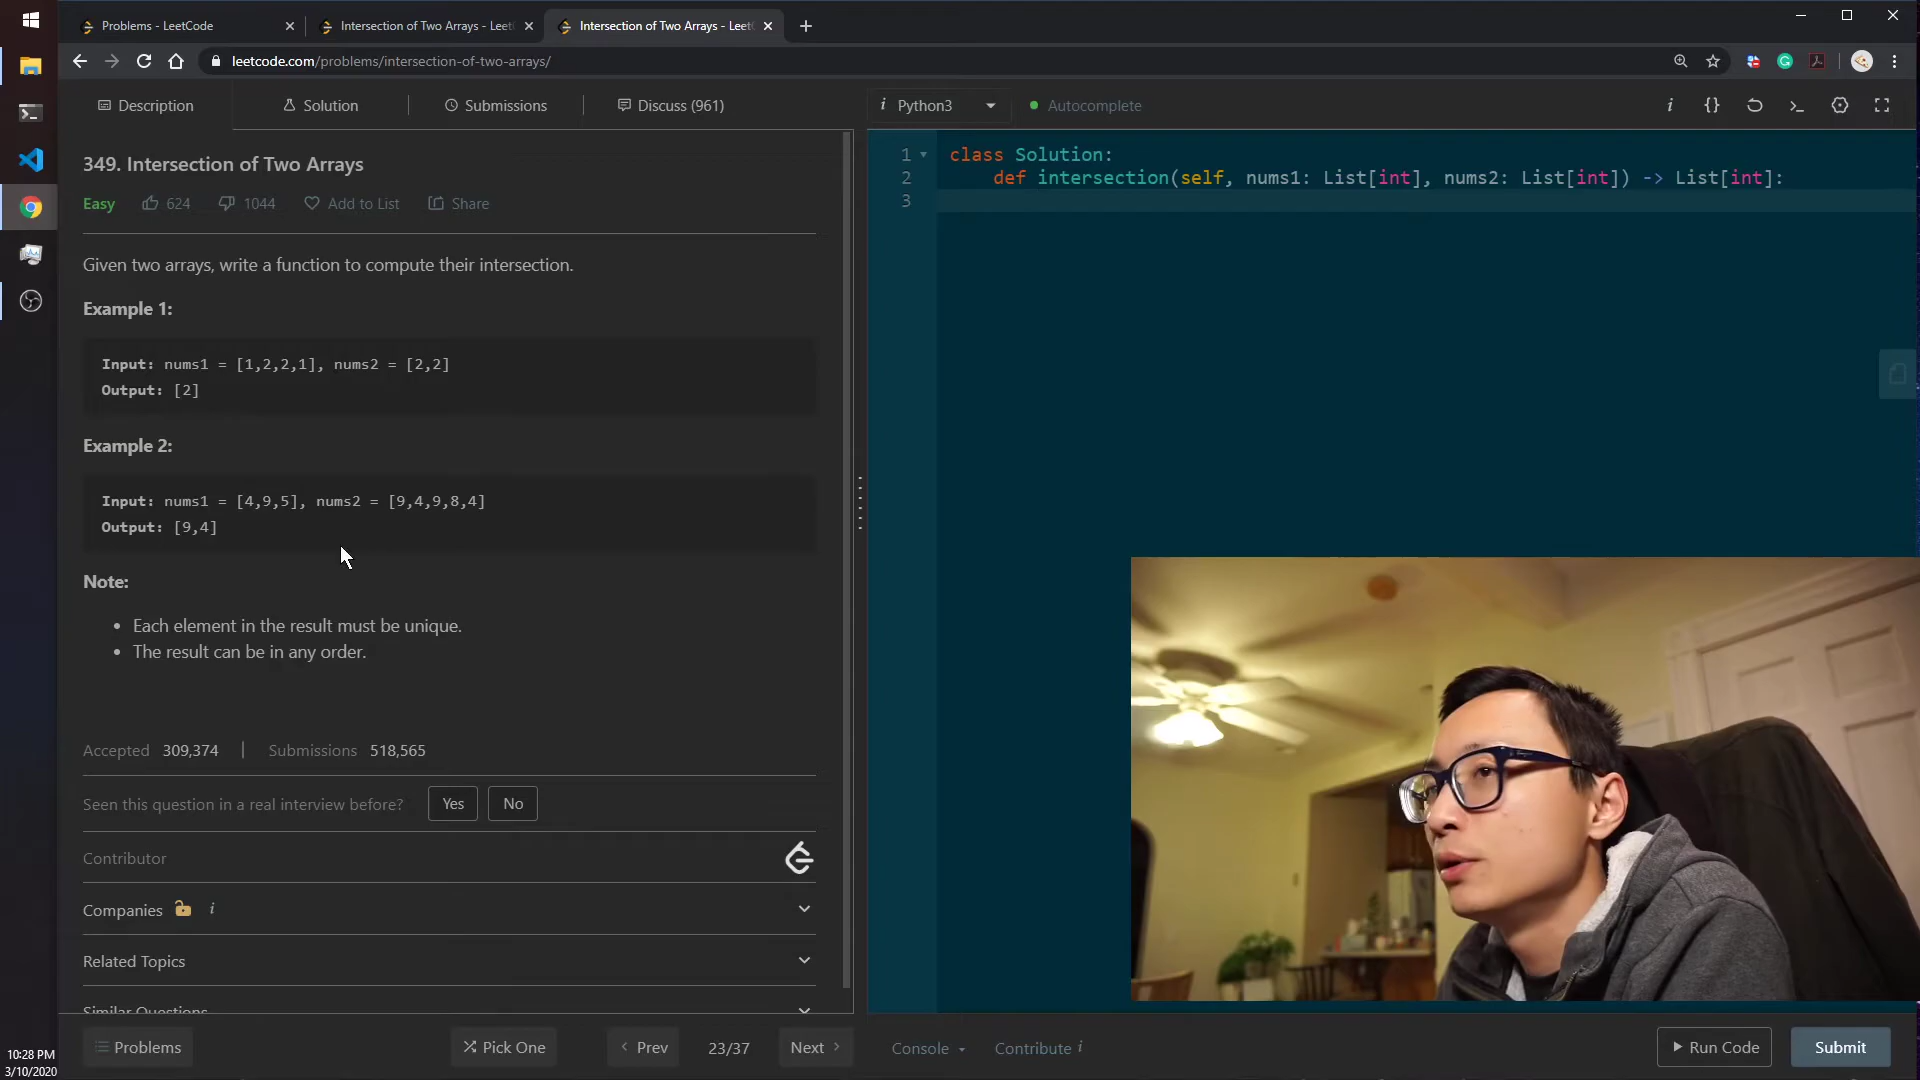 Problems - LeetCode
Intersection of Two Arrays - Leet
Intersection of Two Arrays - Leet
leetcode.com/problems/intersection-of-two-arrays/
Description
Solution
Submissions
Discuss (961)
i Python3
Autocomplete
349. Intersection of Two Arrays
Easy
624
1044
Add to List
Share
Given two arrays, write a function to compute their intersection.
Example 1:
Input: nums1 = [1,2,2,1], nums2 = [2,2]
Output: [2]
Example 2:
Input: nums1 = [4,9,5], nums2 = [9,4,9,8,4]
Output: [9,4]
Note:
Each element in the result must be unique.
The result can be in any order.
Accepted 309,374 | Submissions 518,565
Seen this question in a real interview before? Yes No
Contributor
Companies i
Related Topics
Similar Questions
Problems
Pick One
Prev
23/37
Next
1 class Solution:
2 def intersection(self, nums1: List[int], nums2: List[int]) -> List[int]:
3
Console
Contribute i
Run Code
Submit
10:28 PM
3/10/2020